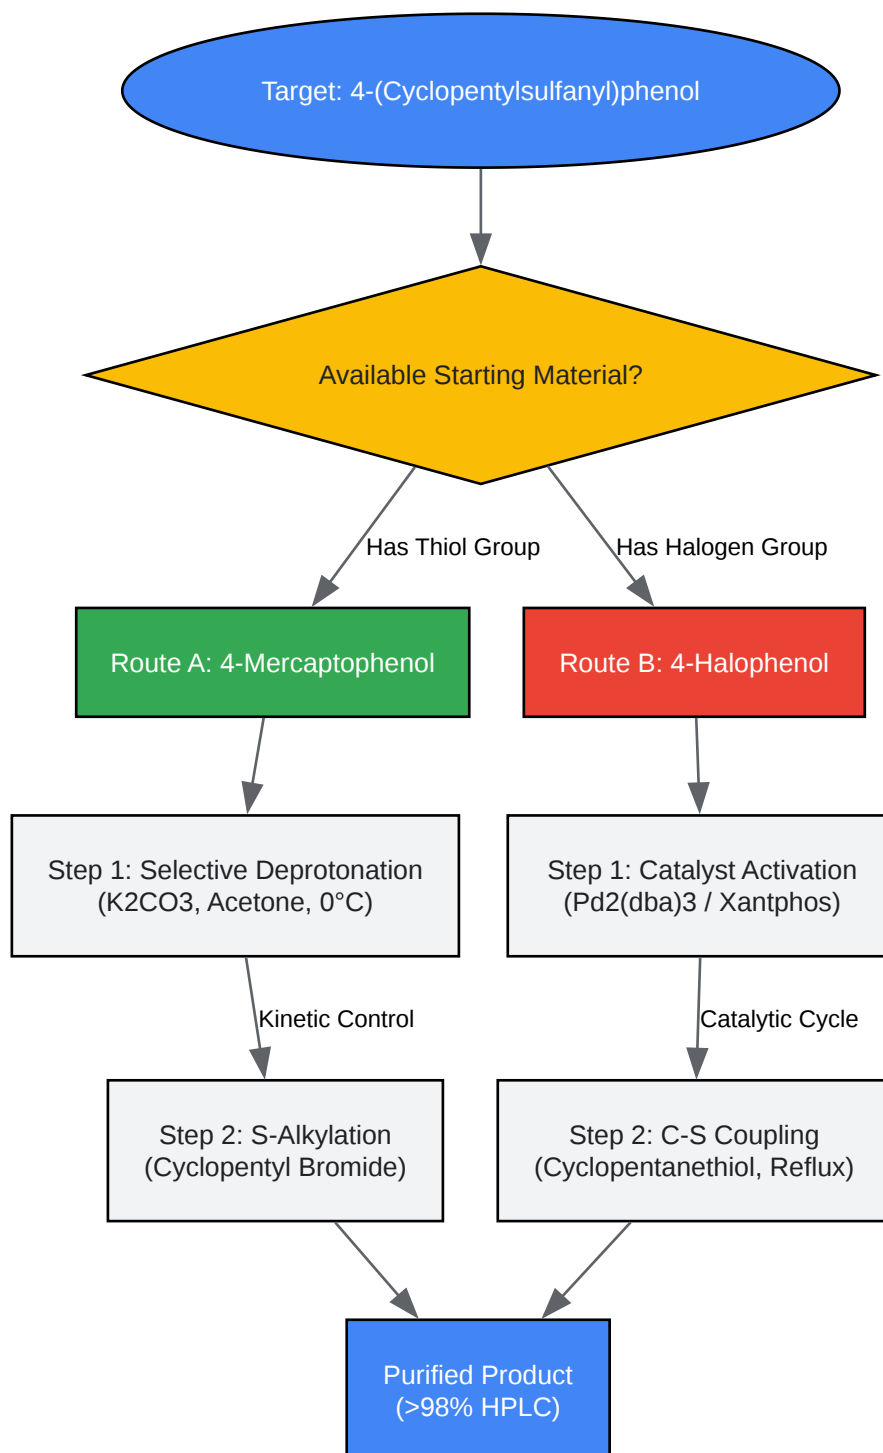 Target: 4-(Cyclopentylsulfanyl)phenol
Available Starting Material?
Has Thiol Group
Has Halogen Group
Route A: 4-Mercaptophenol
Route B: 4-Halophenol
Step 1: Selective Deprotonation
(K2CO3, Acetone, 0°C)
Step 1: Catalyst Activation
(Pd2(dba)3 / Xantphos)
Kinetic Control
Catalytic Cycle
Step 2: S-Alkylation
(Cyclopentyl Bromide)
Step 2: C-S Coupling
(Cyclopentanethiol, Reflux)
Purified Product
(>98% HPLC)